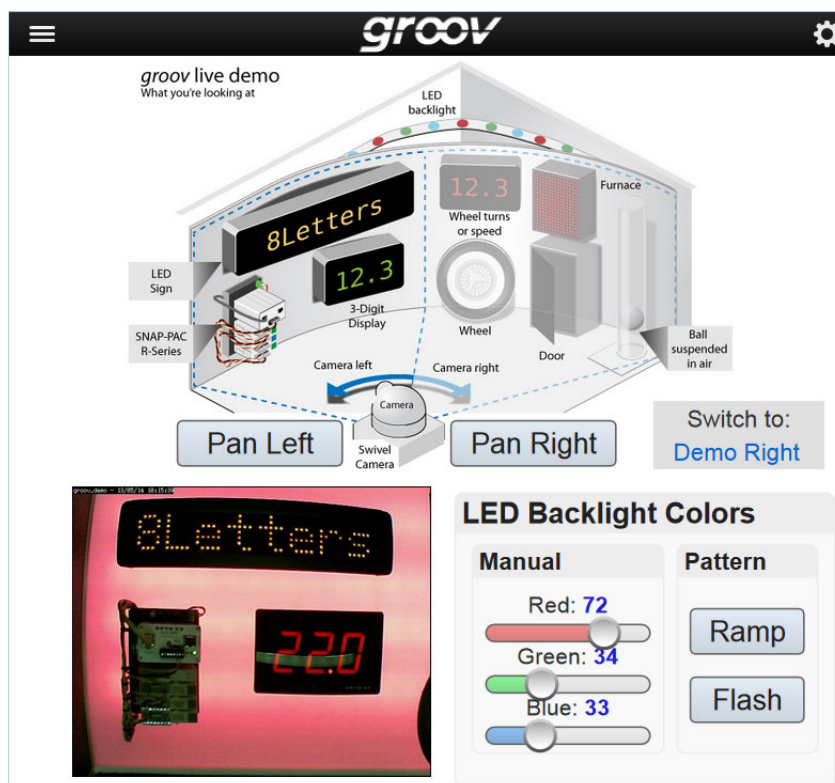 groov
groov live demo
What you're looking at
LED
backlight
8Letters
12.3
12.3
Wheel turns
or speed
Furnace
LED
Sign
3-Digit
Display
SNAP-PAC
R-Series
Wheel
Door
Ball
suspended
in air
Camera left
Camera right
Camera
Swivel
Camera
Pan Left
Pan Right
Switch to:
Demo Right
8Letters
22.0
LED Backlight Colors
Manual
Red: 72
Green: 34
Blue: 33
Pattern
Ramp
Flash